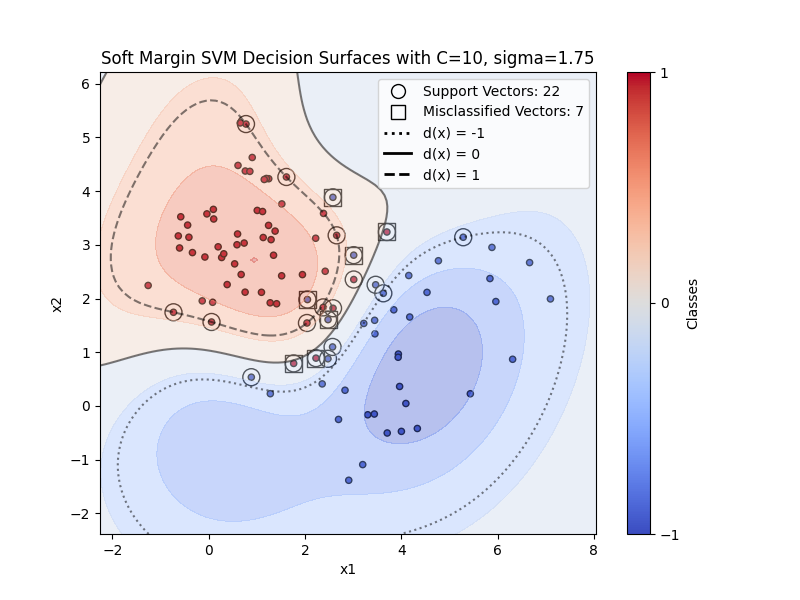 Soft Margin SVM Decision Surfaces with C=10, sigma=1.75
Support Vectors: 22
Misclassified Vectors: 7
d(x) = -1
d(x) = 0
d(x) = 1
6
5
4
3
2
1
0
−1
−2
x2
−2
0
2
4
6
8
x1
1
0
−1
Classes